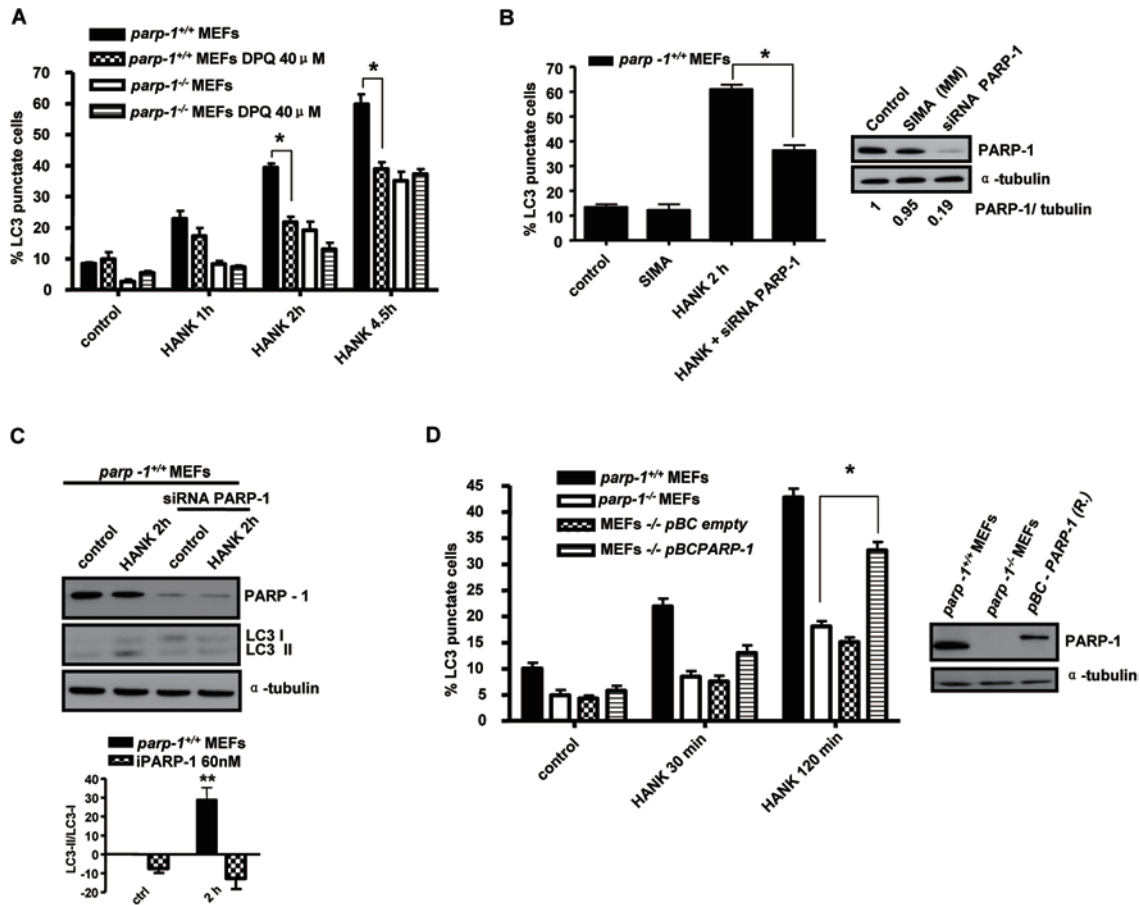 A
parp-1+/+ MEFs
parp-1+/+ MEFs DPQ 40 μ M
parp-1-/- MEFs
parp-1-/- MEFs DPQ 40 μ M
% LC3 punctate cells
70
60
50
40
30
20
10
0
*
*
control
HANK 1h
HANK 2h
HANK 4.5h
B
parp -1+/+ MEFs
*
% LC3 punctate cells
70
60
50
40
30
20
10
0
control
SIMA
HANK 2 h
HANK + siRNA PARP-1
Control
SIMA (MM)
siRNA PARP-1
PARP-1
α -tubulin
1 0.95 0.19 PARP-1/ tubulin
C
parp -1+/+ MEFs
siRNA PARP-1
control
HANK 2h
control
HANK 2h
PARP - 1
LC3 I
LC3 II
α -tubulin
parp-1+/+ MEFs
iPARP-1 60nM
**
LC3-II/LC3-I
40
30
20
10
0
-10
-20
ctrl
2 h
D
parp-1+/+ MEFs
parp-1-/- MEFs
MEFs -/- pBC empty
MEFs -/- pBCPARP-1
*
% LC3 punctate cells
45
40
35
30
25
20
15
10
5
0
control
HANK 30 min
HANK 120 min
parp -1+/+ MEFs
parp -1-/- MEFs
pBC - PARP-1 (R.)
PARP-1
α -tubulin